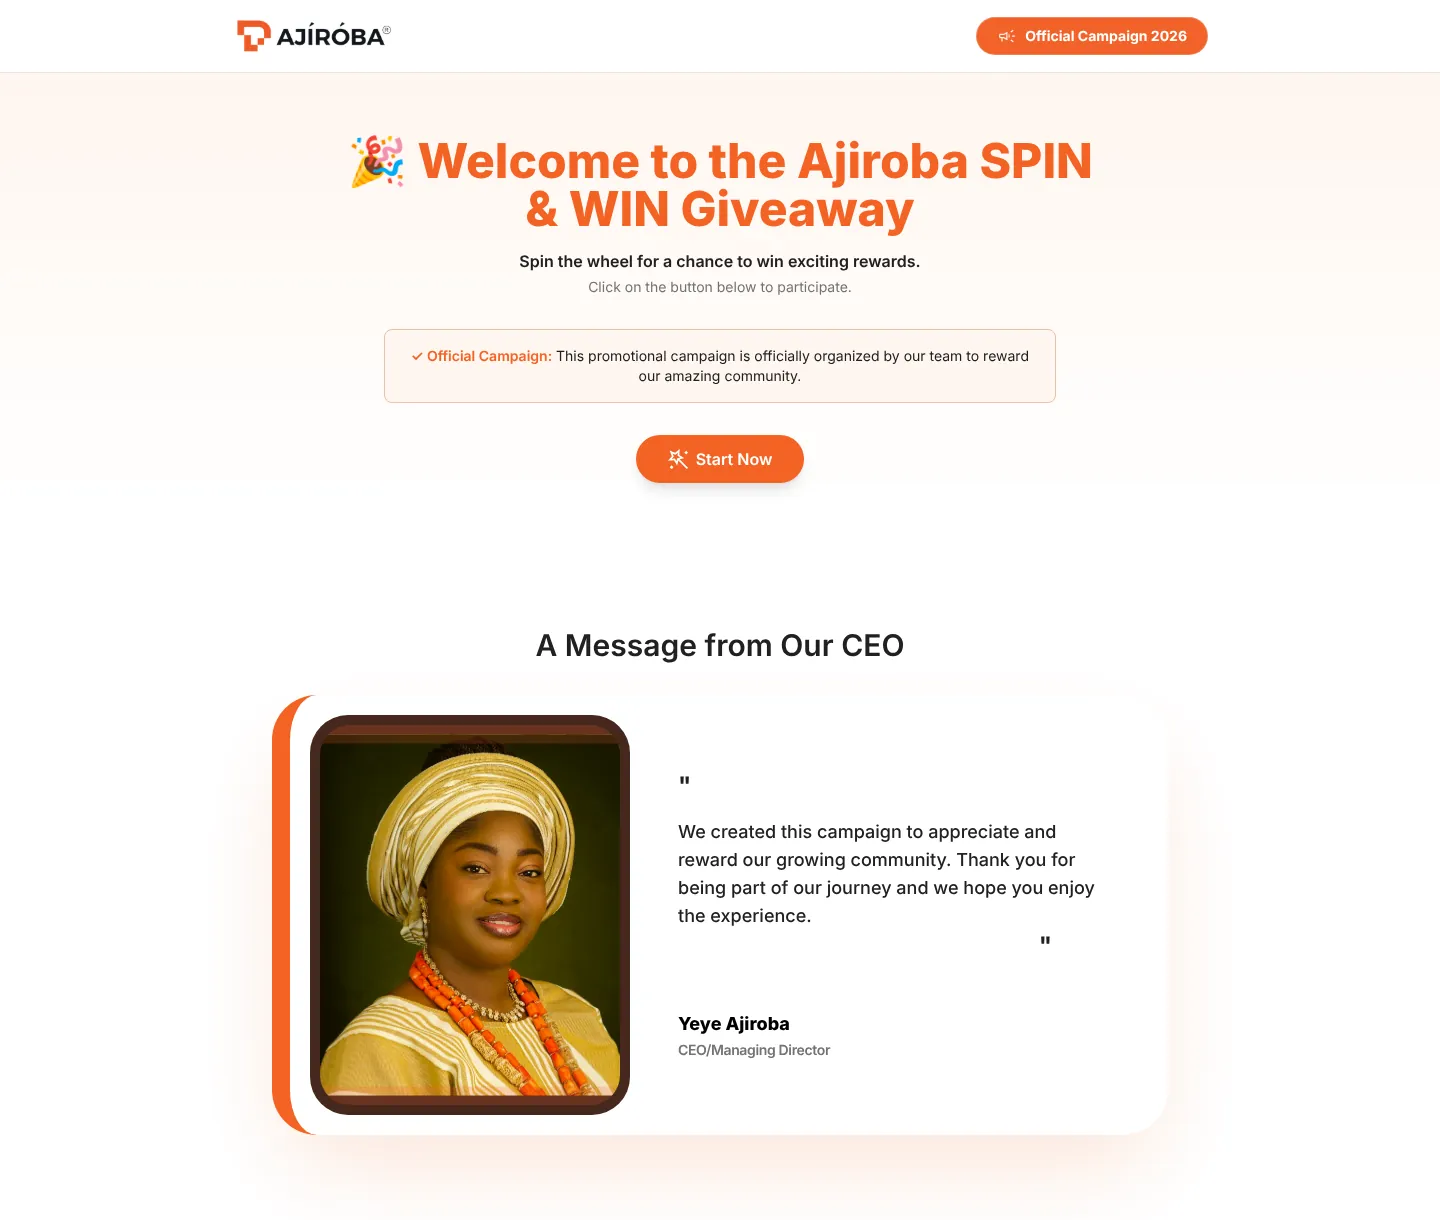 AJÍRÓBA®
Official Campaign 2026
🎉 Welcome to the Ajiroba SPIN
& WIN Giveaway
Spin the wheel for a chance to win exciting rewards.
Click on the button below to participate.
✓ Official Campaign: This promotional campaign is officially organized by our team to reward
our amazing community.
Start Now
A Message from Our CEO
"
We created this campaign to appreciate and
reward our growing community. Thank you for
being part of our journey and we hope you enjoy
the experience.
"
Yeye Ajiroba
CEO/Managing Director